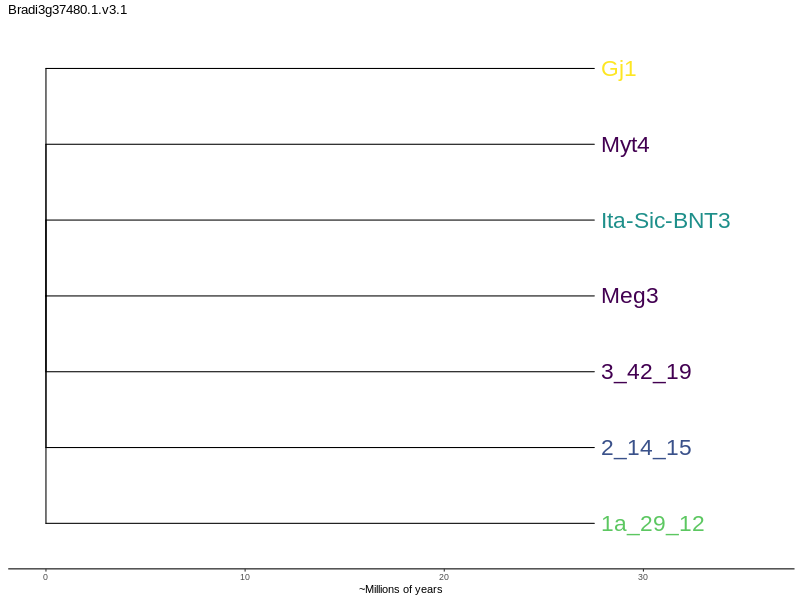 Bradi3g37480.1.v3.1
Gj1
Myt4
Ita-Sic-BNT3
Meg3
3_42_19
2_14_15
1a_29_12
0 10 20 30
~Millions of years